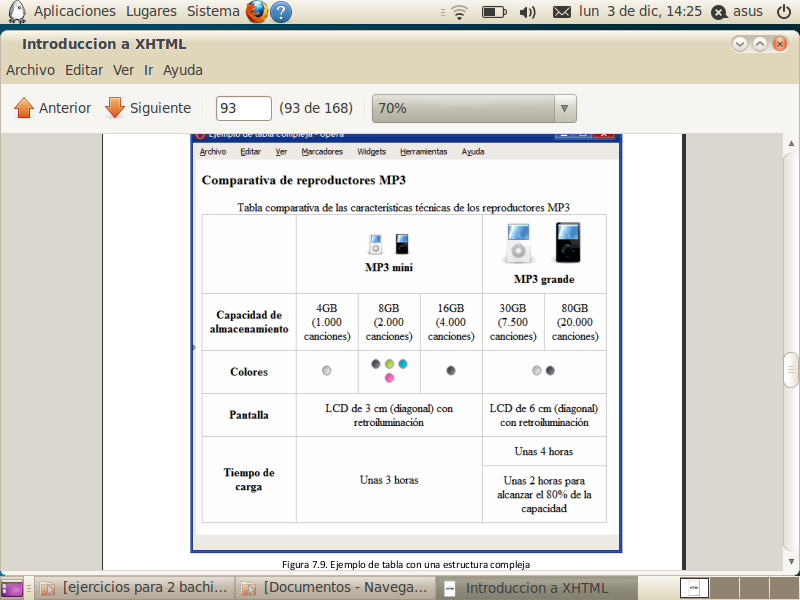 Aplicaciones Lugares Sistema ? lun 3 de dic, 14:25 asus
Introduccion a XHTML
Archivo Editar Ver Ir Ayuda
Anterior Siguiente 93 (93 de 168) 70%
Ejemplo de tabla compleja - Opera
Archivo Editar Ver Marcadores Widgets Herramientas Ayuda
Comparativa de reproductores MP3
Tabla comparativa de las caracteristicas técnicas de los reproductores MP3
MP3 mini
MP3 grande
Capacidad de
almacenamiento
4GB
(1.000
canciones)
8GB
(2.000
canciones)
16GB
(4.000
canciones)
30GB
(7.500
canciones)
80GB
(20.000
canciones)
Colores
Pantalla
LCD de 3 cm (diagonal) con
retroiluminación
LCD de 6 cm (diagonal)
con retroiluminación
Tiempo de
carga
Unas 3 horas
Unas 4 horas
Unas 2 horas para
alcanzar el 80% de la
capacidad
Figura 7.9. Ejemplo de tabla con una estructura compleja
[ejercicios para 2 bachi... [Documentos - Navega... Introduccion a XHTML